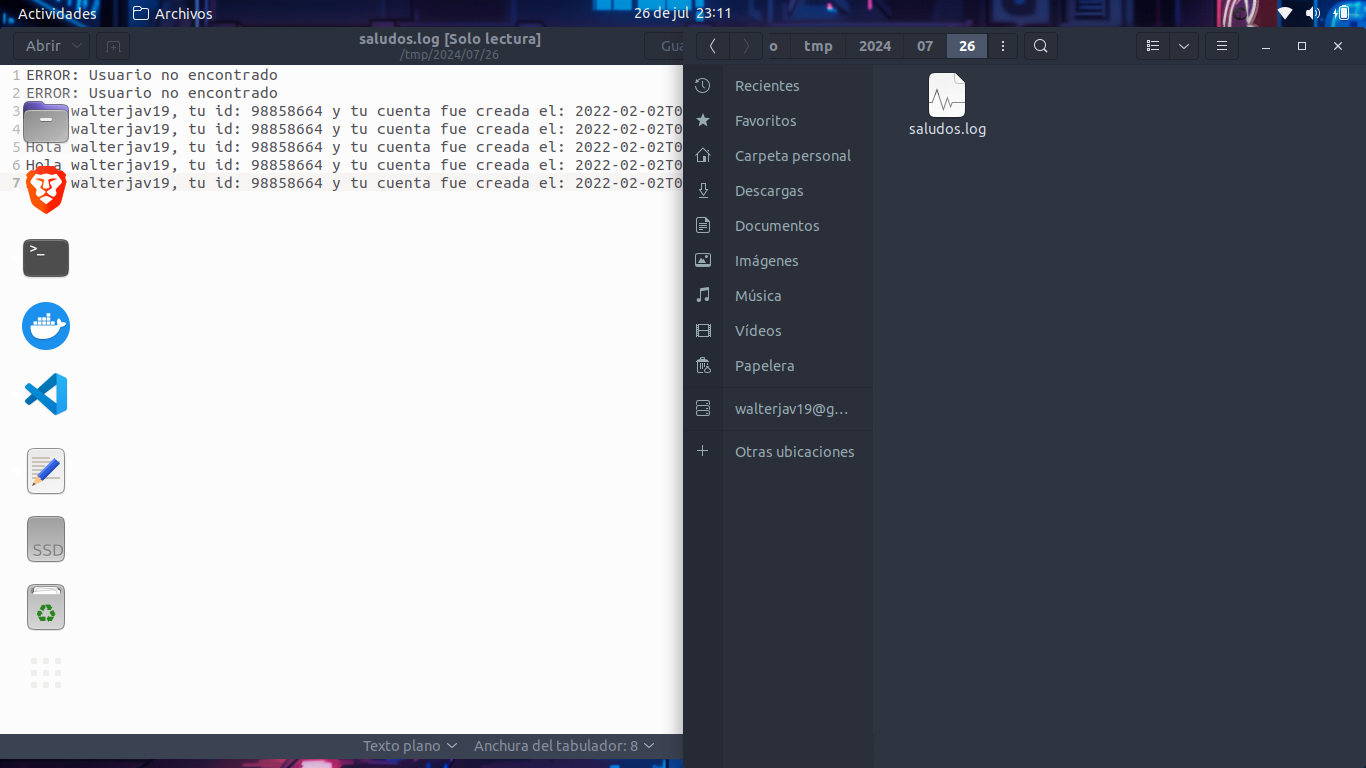 Actividades Archivos 26 de jul 23:11
Abrir saludos.log [Solo lectura] Gua
/tmp/2024/07/26
1 ERROR: Usuario no encontrado
2 ERROR: Usuario no encontrado
3 walterjav19, tu id: 98858664 y tu cuenta fue creada el: 2022-02-02T0
4 walterjav19, tu id: 98858664 y tu cuenta fue creada el: 2022-02-02T0
5 Hola walterjav19, tu id: 98858664 y tu cuenta fue creada el: 2022-02-02T0
6 Hola walterjav19, tu id: 98858664 y tu cuenta fue creada el: 2022-02-02T0
7 walterjav19, tu id: 98858664 y tu cuenta fue creada el: 2022-02-02T0
>_
SSD
Texto plano Anchura del tabulador: 8
o tmp 2024 07 26
Recientes
Favoritos
Carpeta personal
Descargas
Documentos
Imágenes
Música
Vídeos
Papelera
walterjav19@g...
Otras ubicaciones
saludos.log